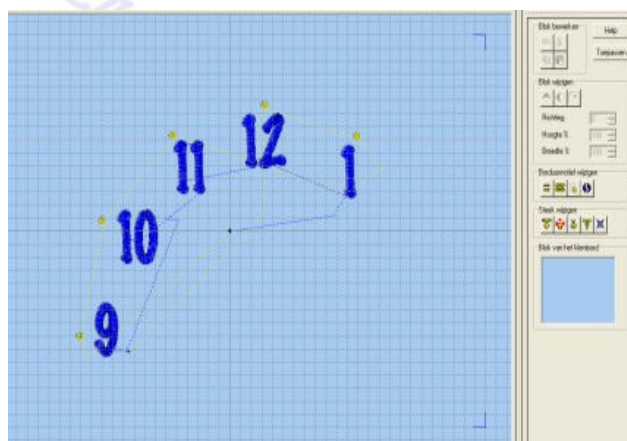 Blok bewerken
Help
Toepassen
12
11
1
Blok wijzigen
Richting
Hoogte %
Breedte %
10
Borduurmotief wijzigen
Steek wijzigen
Blok van het klembord
9